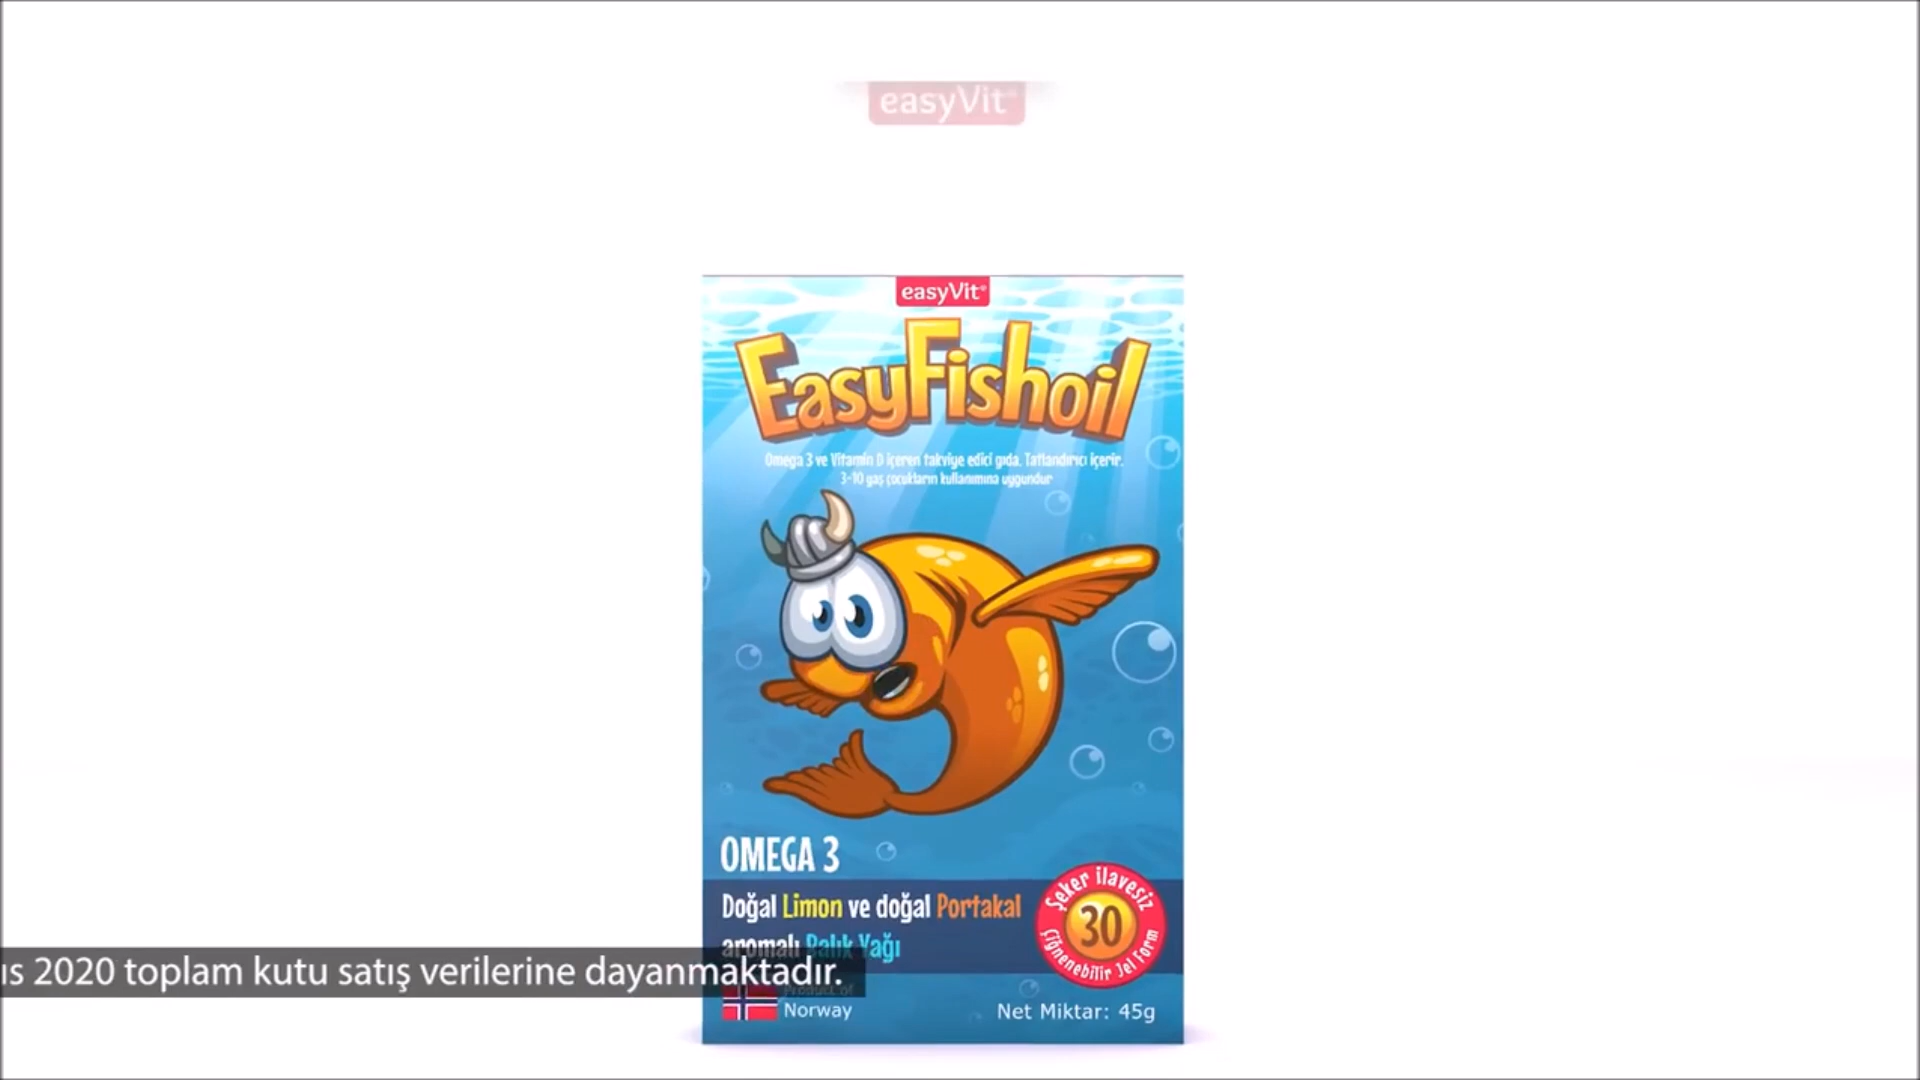 easyVit
easyVit®
EasyFishoil
Omega 3 ve Vitamin D içeren takviye edici gıda. Tatlandırıcı içerir.
3-10 yaş çocukların kullanımına uygundur
OMEGA 3
Doğal Limon ve doğal Portakal
aromalı Balık Yağı
Şeker ilavesiz
30
Çiğnenebilir Jel Form
ıs 2020 toplam kutu satış verilerine dayanmaktadır.
Product of
Norway
Net Miktar: 45g